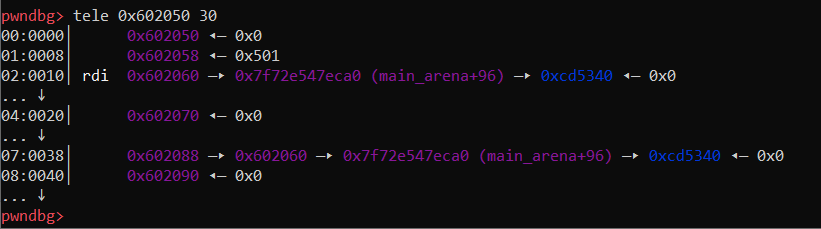 pwndbg> tele 0x602050 30
00:0000│      0x602050 ◂— 0x0
01:0008│      0x602058 ◂— 0x501
02:0010│ rdi  0x602060 —▸ 0x7f72e547eca0 (main_arena+96) —▸ 0xcd5340 ◂— 0x0
... ↓
04:0020│      0x602070 ◂— 0x0
... ↓
07:0038│      0x602088 —▸ 0x602060 —▸ 0x7f72e547eca0 (main_arena+96) —▸ 0xcd5340 ◂— 0x0
08:0040│      0x602090 ◂— 0x0
... ↓
pwndbg>